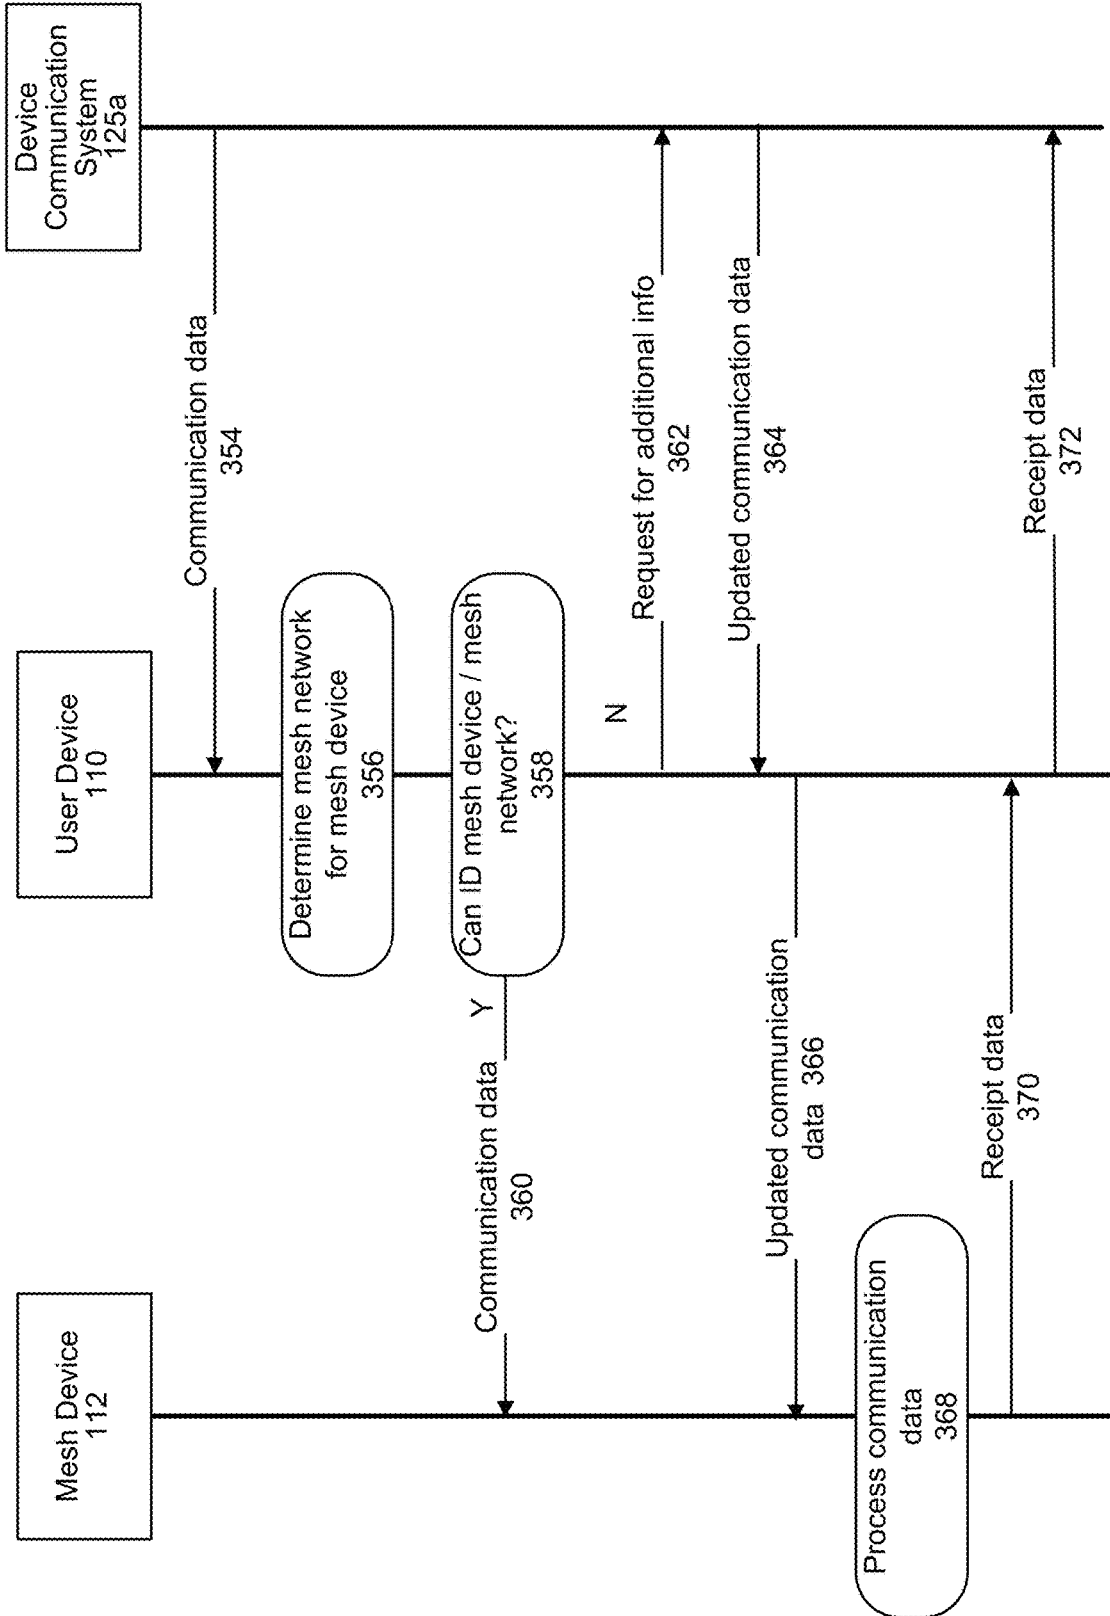 Mesh Device
112
User Device
110
Device
Communication
System
125a
Communication data
354
Determine mesh network
for mesh device
356
Can ID mesh device / mesh
network?
358
Y
Communication data
360
N
Request for additional info
362
Updated communication data
364
Updated communication
data 366
Process communication
data
368
Receipt data
370
Receipt data
372